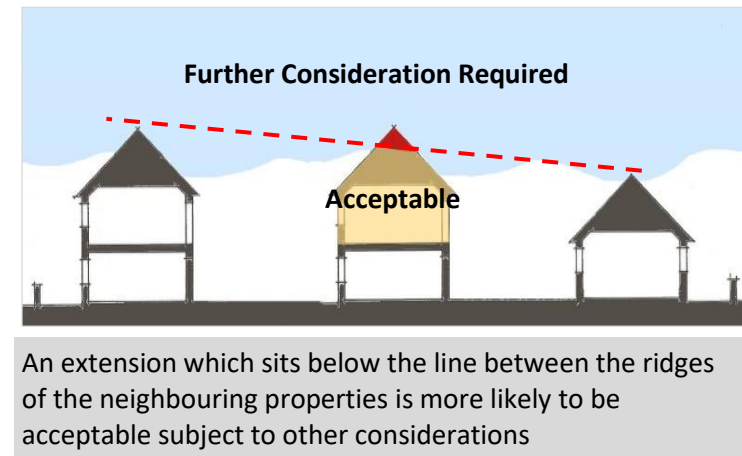 Further Consideration Required
Acceptable
An extension which sits below the line between the ridges
of the neighbouring properties is more likely to be
acceptable subject to other considerations